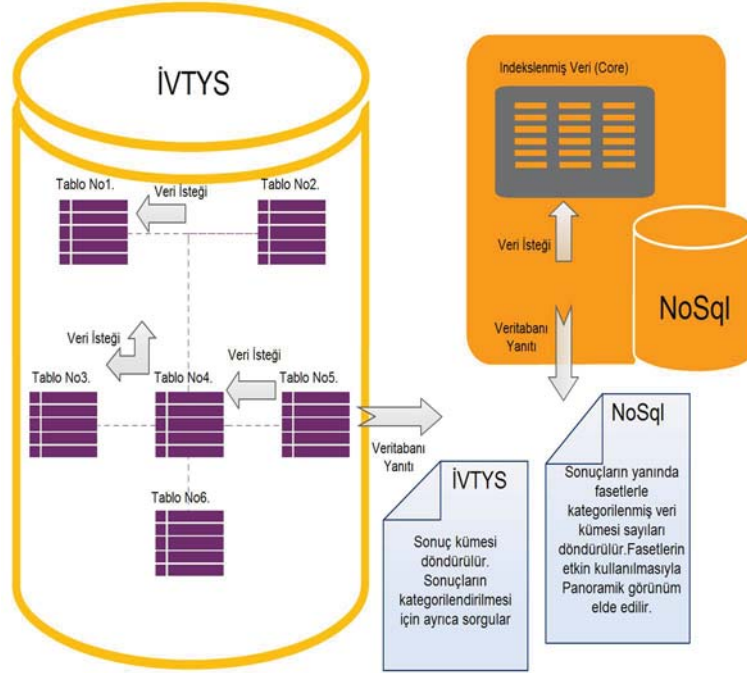 İVTYS
Tablo No1.
Veri İsteği
Tablo No2.
Veri İsteği
Tablo No3.
Tablo No4.
Veri İsteği
Tablo No5.
Tablo No6.
Veritabanı
Yanıtı
Indekslenmiş Veri (Core)
Veri İsteği
NoSql
Veritabanı
Yanıtı
İVTYS
Sonuç kümesi
döndürülür.
Sonuçların
kategorilendirilmesi
için ayrıca sorgular
NoSql
Sonuçların yanında
fasetlerle
kategorilenmiş veri
kümesi sayıları
döndürülür.Fasetlerin
etkin kullanılmasıyla
Panoramik görünüm
elde edilir.